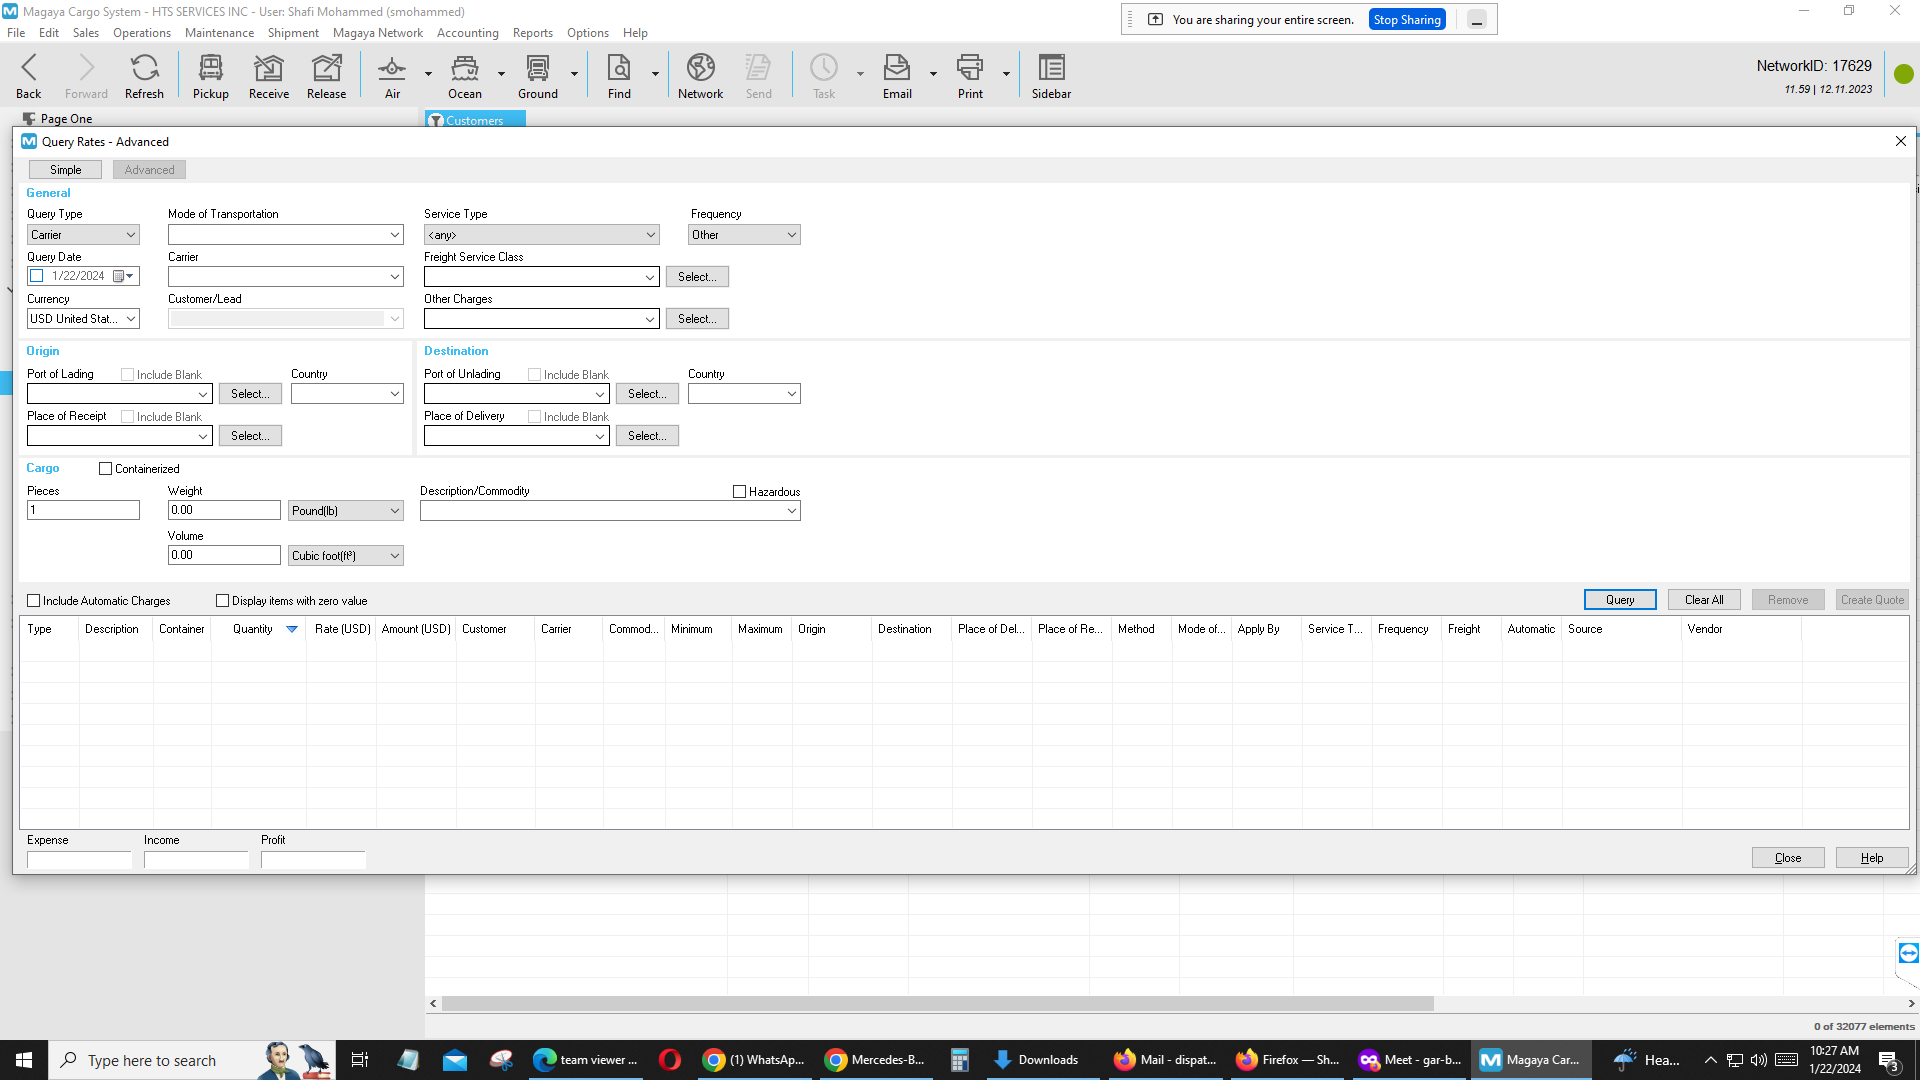 Magaya Cargo System - HTS SERVICES INC - User: Shafi Mohammed (smohammed)
You are sharing your entire screen. Stop Sharing
File Edit Sales Operations Maintenance Shipment Magaya Network Accounting Reports Options Help
Back Forward Refresh Pickup Receive Release Air Ocean Ground Find Network Send Task Email Print Sidebar
NetworkID: 17629
11.59 | 12.11.2023
Page One
Customers
Query Rates - Advanced
Simple Advanced
General
Query Type Mode of Transportation Service Type Frequency
Carrier <any> Other
Query Date Carrier Freight Service Class
1/22/2024 Select...
Currency Customer/Lead Other Charges
USD United Stat... Select...
Origin Destination
Port of Lading Include Blank Country Port of Unlading Include Blank Country
Select... Select...
Place of Receipt Include Blank Place of Delivery Include Blank
Select... Select...
Cargo Containerized
Pieces Weight Description/Commodity Hazardous
1 0.00 Pound(lb)
Volume
0.00 Cubic foot(ft³)
Include Automatic Charges Display items with zero value Query Clear All Remove Create Quote
Type Description Container Quantity Rate (USD) Amount (USD) Customer Carrier Commod... Minimum Maximum Origin Destination Place of Del... Place of Re... Method Mode of... Apply By Service T... Frequency Freight Automatic Source Vendor
Expense Income Profit
Close Help
0 of 32077 elements
Type here to search team viewer ... (1) WhatsAp... Mercedes-B... Downloads Mail - dispat... Firefox — Sh... Meet - gar-b... Magaya Car... Hea...
10:27 AM
1/22/2024
3